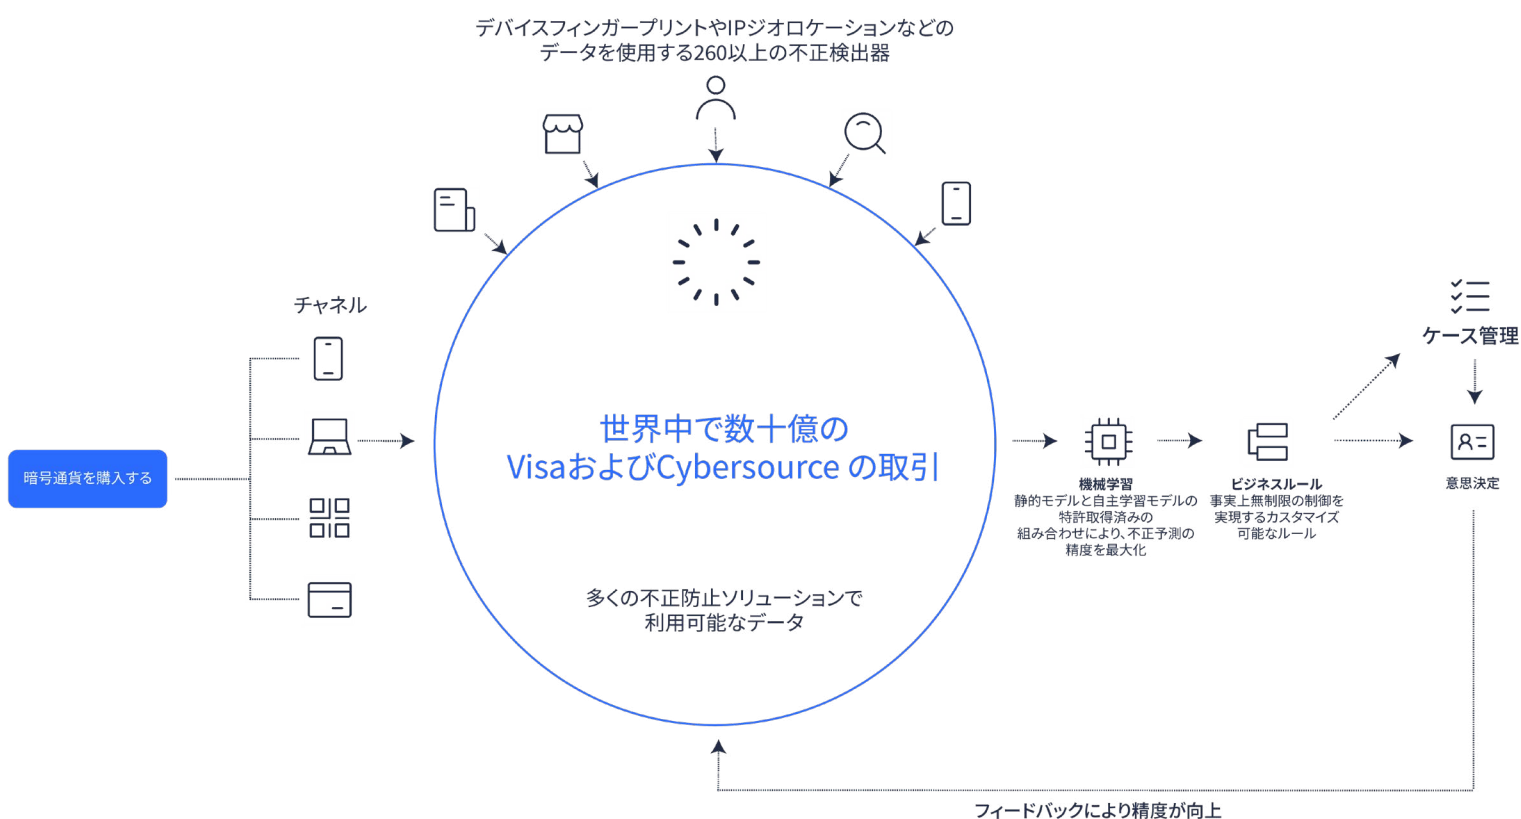 デバイスフィンガープリントやIPジオロケーションなどの
データを使用する260以上の不正検出器
チャネル
暗号通貨を購入する
世界中で数十億の
VisaおよびCybersource の取引
多くの不正防止ソリューションで
利用可能なデータ
機械学習
静的モデルと自主学習モデルの
特許取得済みの
組み合わせにより、不正予測の
精度を最大化
ビジネスルール
事実上無制限の制御を
実現するカスタマイズ
可能なルール
ケース管理
意思決定
フィードバックにより精度が向上